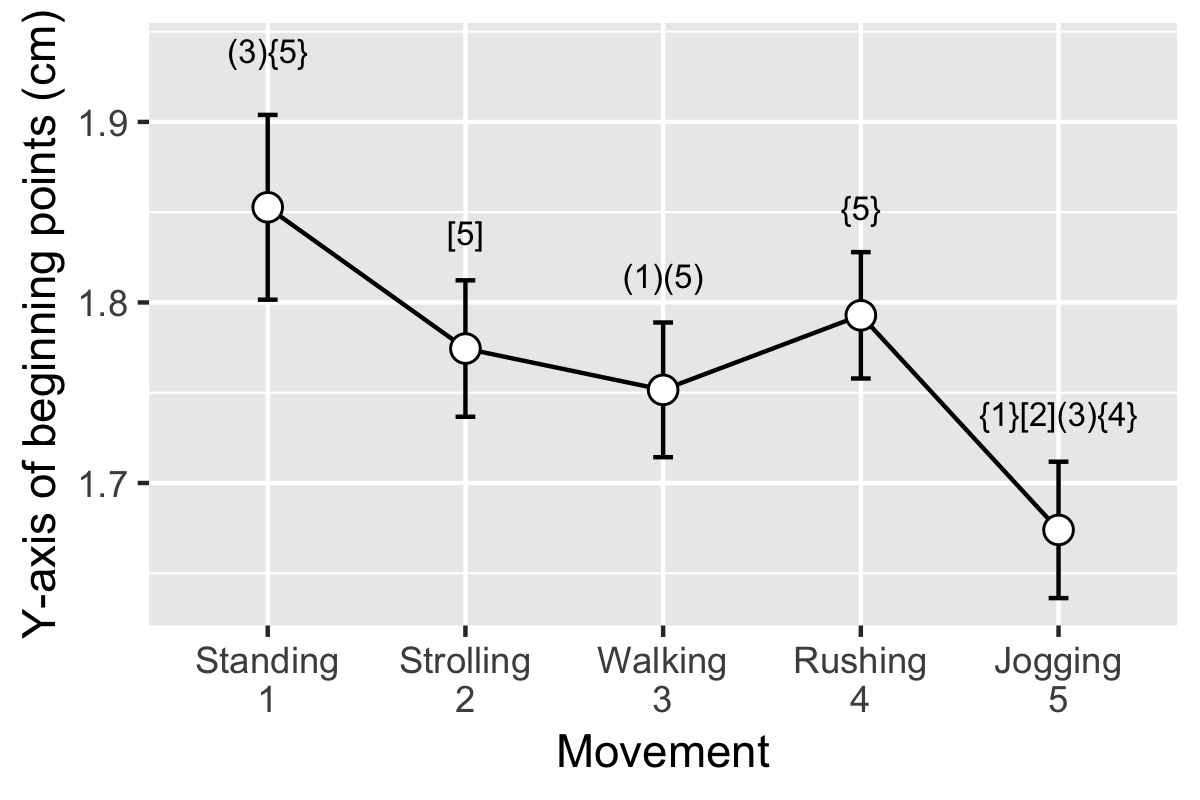 Y-axis of beginning points (cm)
1.9
1.8
1.7
(3){5}
[5]
(1)(5)
{5}
{1}[2](3){4}
Standing
1
Strolling
2
Walking
3
Rushing
4
Jogging
5
Movement